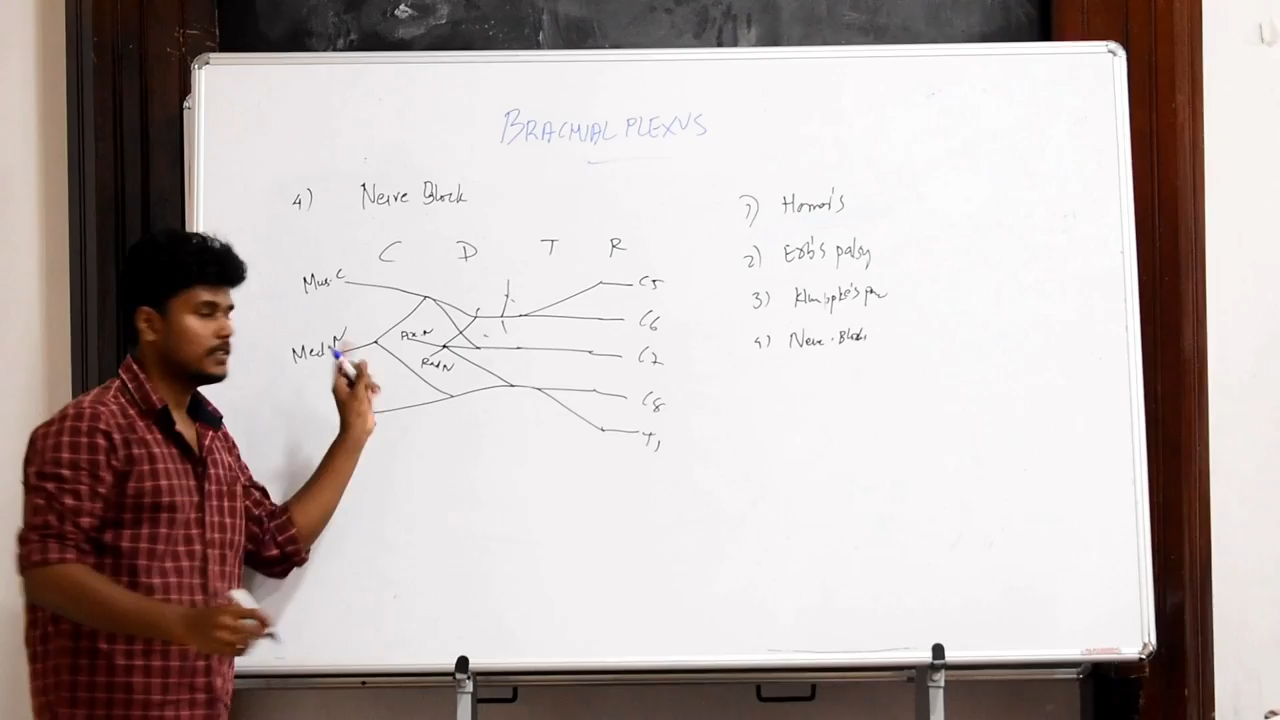 BRACHIAL PLEXUS
4) Nerve Block
C D T R
Mus.C
C5
C6
Med.N
Ax.N
C7
Rad N
C8
T1
1) Horner's
2) Erb's palsy
3) Klumpke's
4) Nerve Block